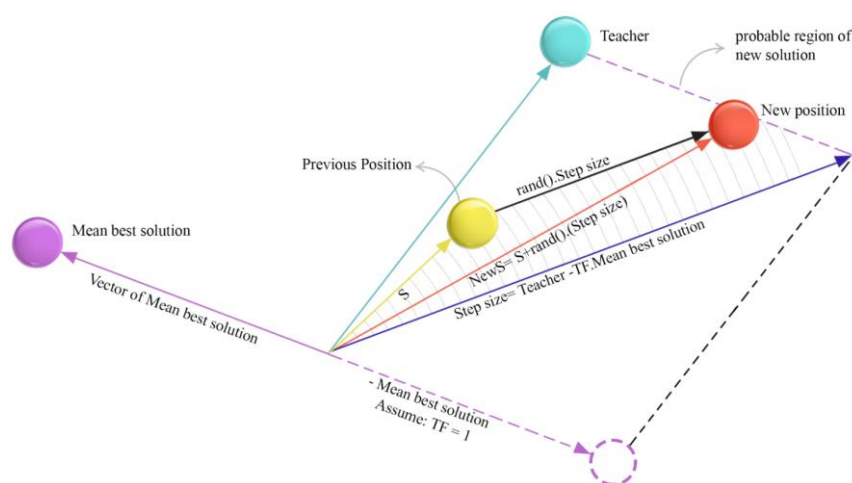 Teacher
probable region of
new solution
New position
Previous Position
rand().Step size
Mean best solution
S
NewS= S+rand().(Step size)
Step size= Teacher -TF.Mean best solution
Vector of Mean best solution
- Mean best solution
Assume: TF = 1